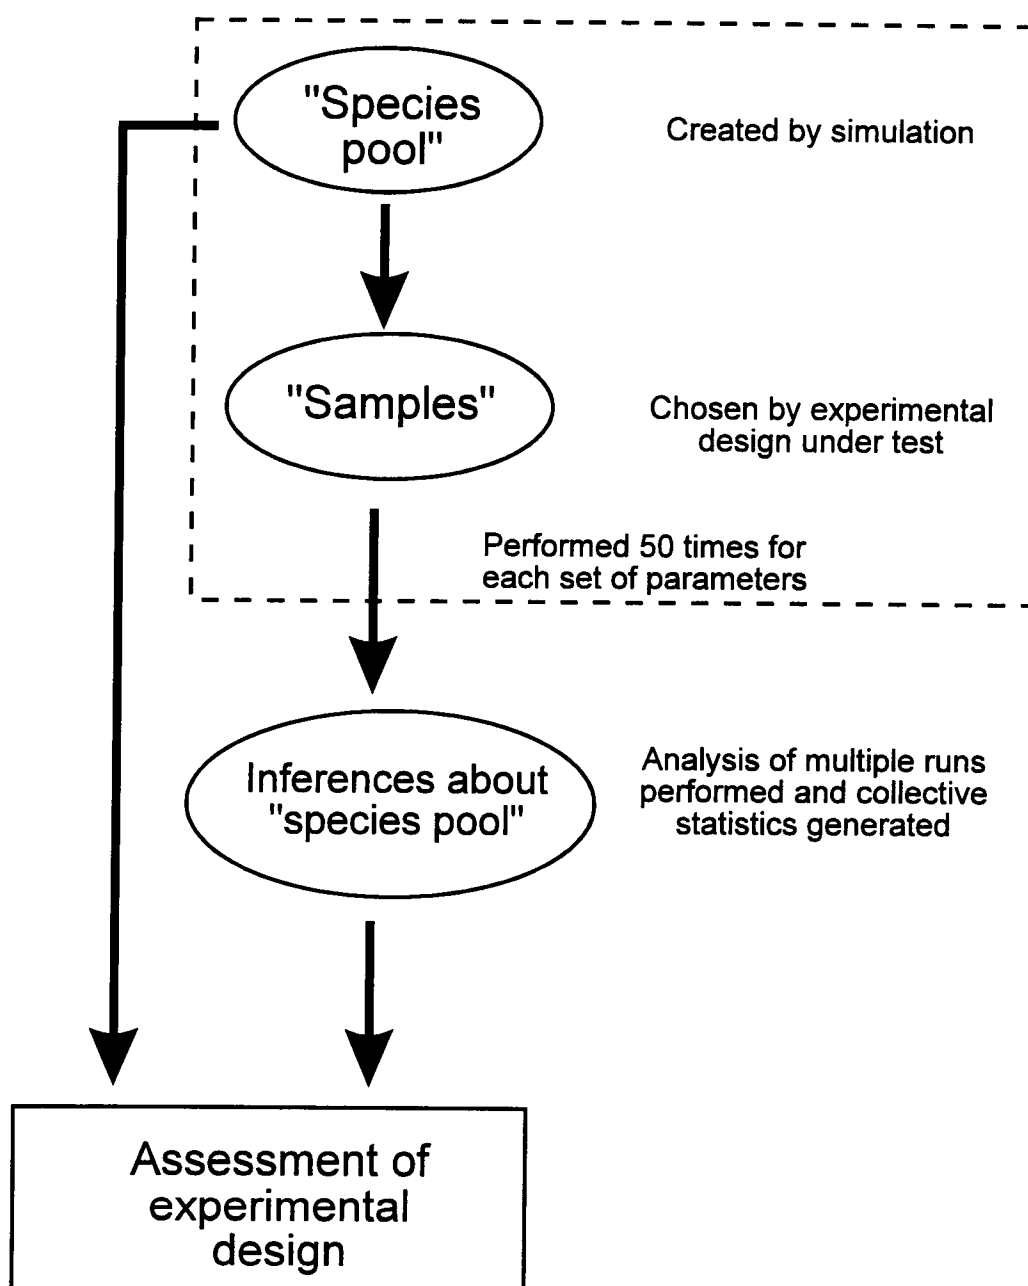 "Species
pool"
Created by simulation
"Samples"
Chosen by experimental
design under test
Performed 50 times for
each set of parameters
Inferences about
"species pool"
Analysis of multiple runs
performed and collective
statistics generated
Assessment of
experimental
design